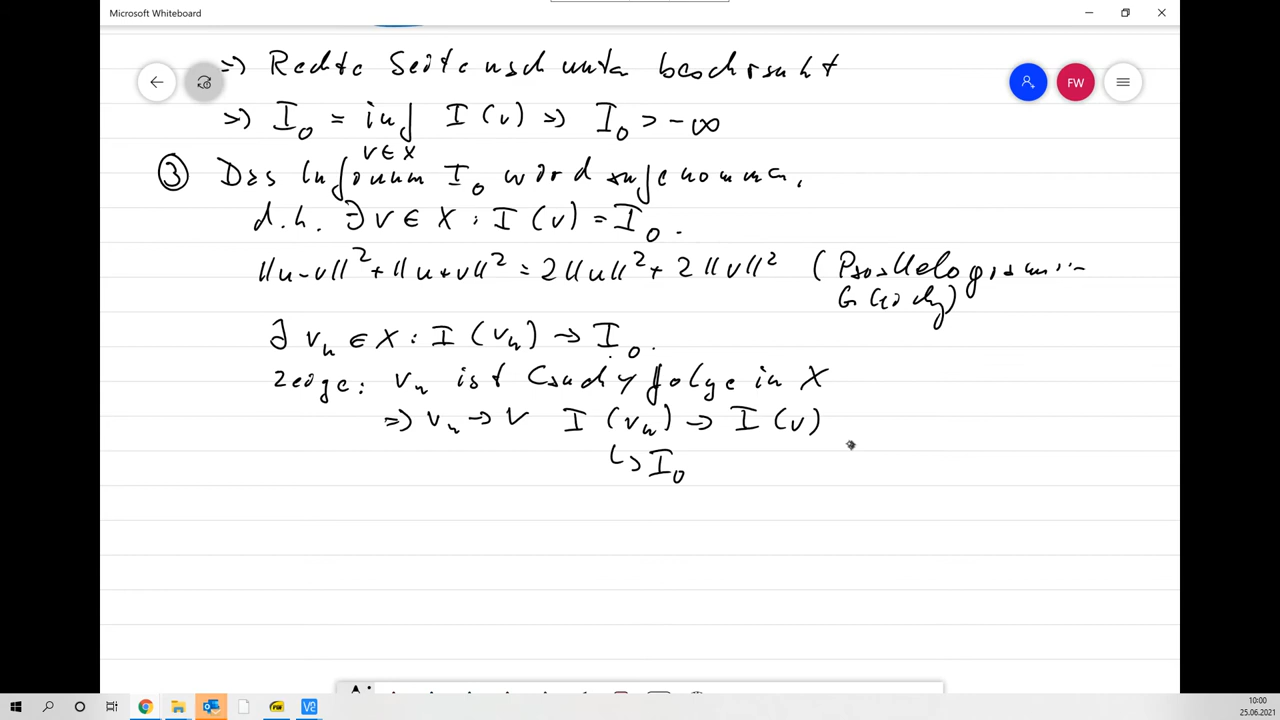 Microsoft Whiteboard
=> Rechte Seite nach unten beschränkt
FW
=> I₀ = inf I(v) => I₀ > -∞
v∈X
③ Das Infimum I₀ wird angenommen,
d.h. ∃ v ∈ X : I(v) = I₀.
||u-v||² + ||u+v||² = 2||u||² + 2||v||² (Parallelogramm-
Gleichg)
∃ vₙ ∈ X : I(vₙ) → I₀.
Zeige: vₙ ist Cauchyfolge in X
=> vₙ → v I(vₙ) → I(v)
↳ I₀
10:00
25.06.2021